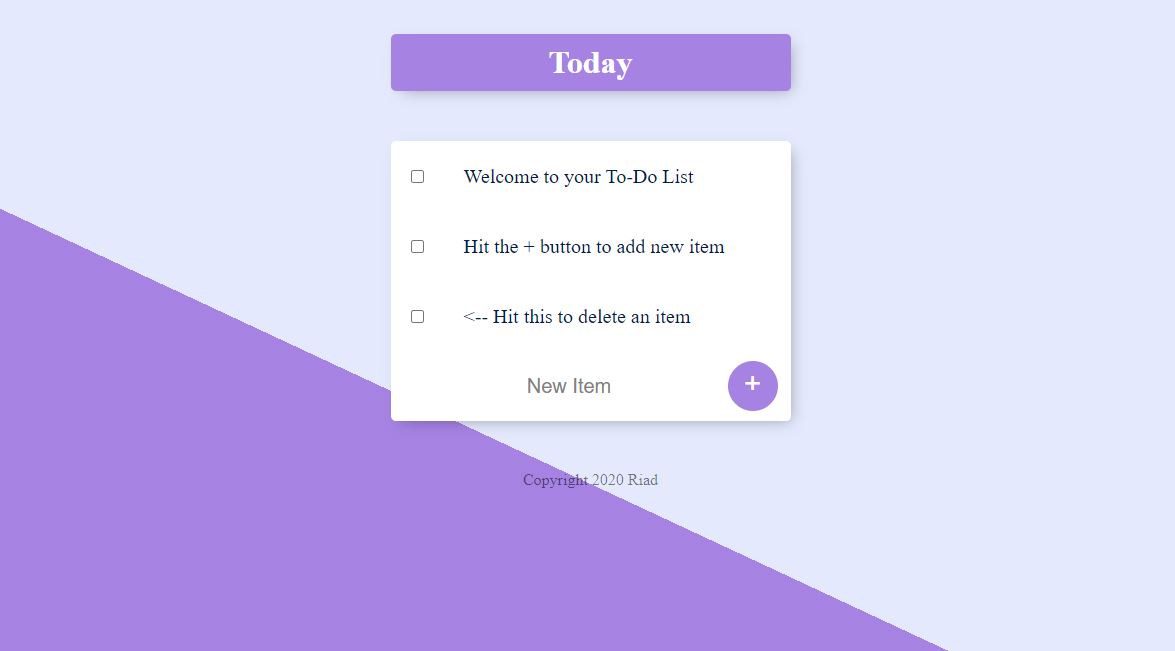 Today
Welcome to your To-Do List
Hit the + button to add new item
<-- Hit this to delete an item
New Item
+
Copyright 2020 Riad